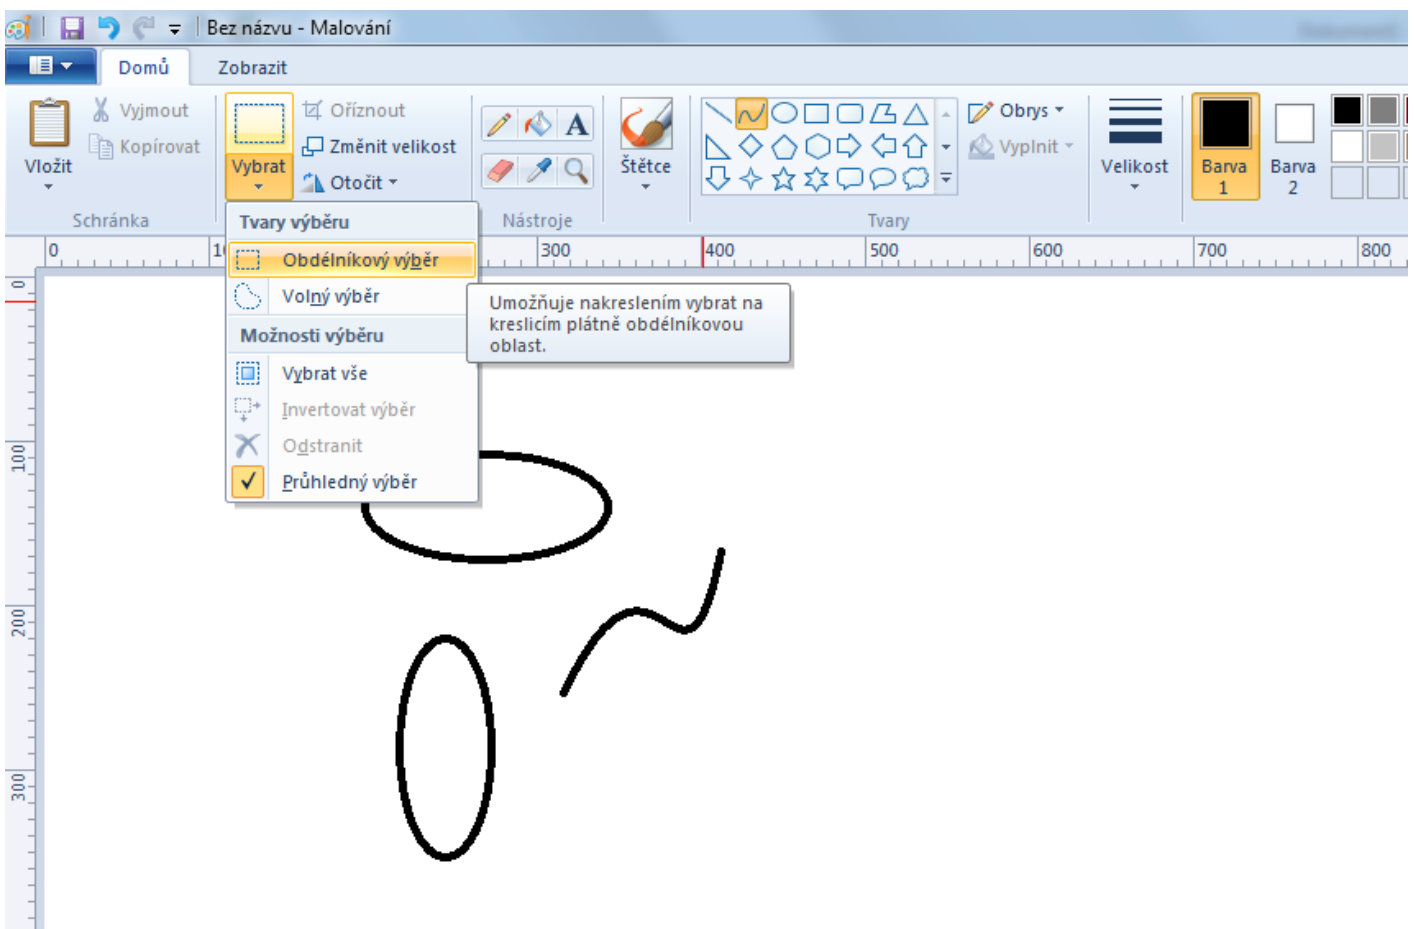 Bez názvu - Malování
Domů
Zobrazit
Vložit
Vyjmout
Kopírovat
Schránka
Vybrat
Oříznout
Změnit velikost
Otočit
A
Nástroje
Štětce
Tvary
Obrys
Vyplnit
Velikost
Barva
1
Barva
2
Tvary výběru
Obdélníkový výběr
Volný výběr
Možnosti výběru
Vybrat vše
Invertovat výběr
Odstranit
Průhledný výběr
Umožňuje nakreslením vybrat na
kreslicím plátně obdélníkovou
oblast.
0
300
400
500
600
700
800
0
100
200
300